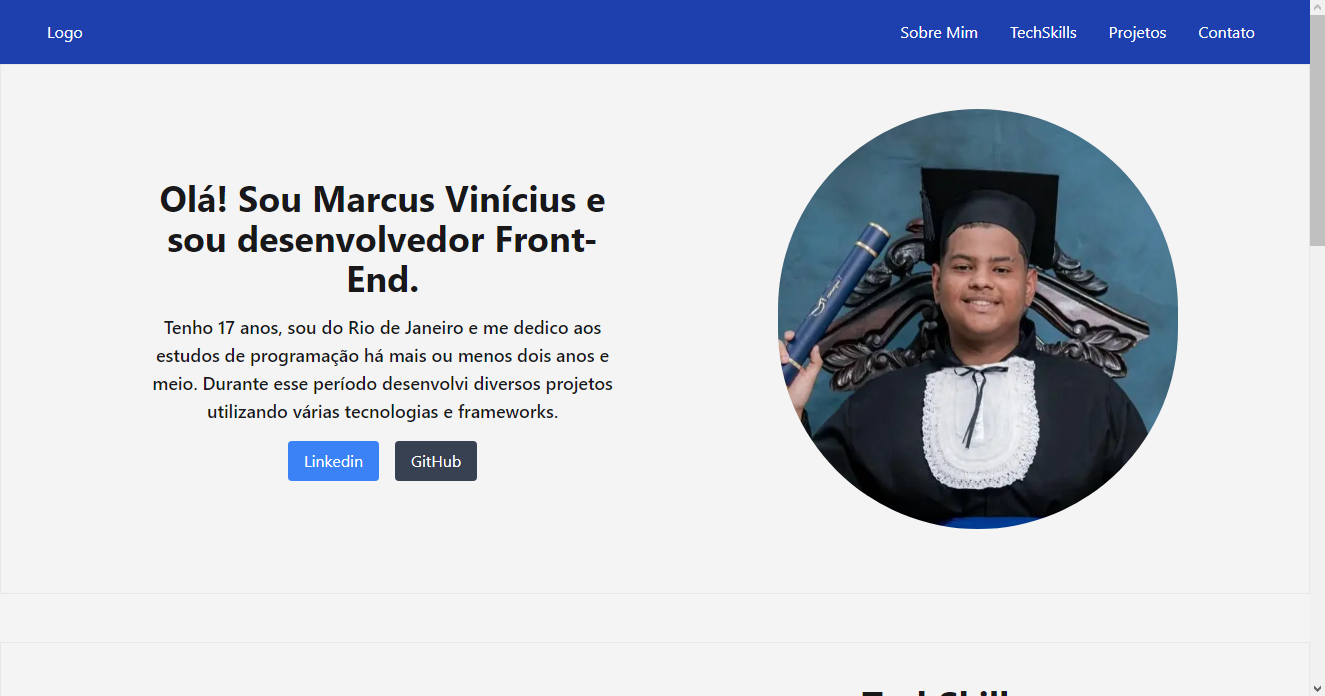 Logo
Sobre Mim
TechSkills
Projetos
Contato
Olá! Sou Marcus Vinícius e
sou desenvolvedor Front-
End.
Tenho 17 anos, sou do Rio de Janeiro e me dedico aos
estudos de programação há mais ou menos dois anos e
meio. Durante esse período desenvolvi diversos projetos
utilizando várias tecnologias e frameworks.
Linkedin
GitHub